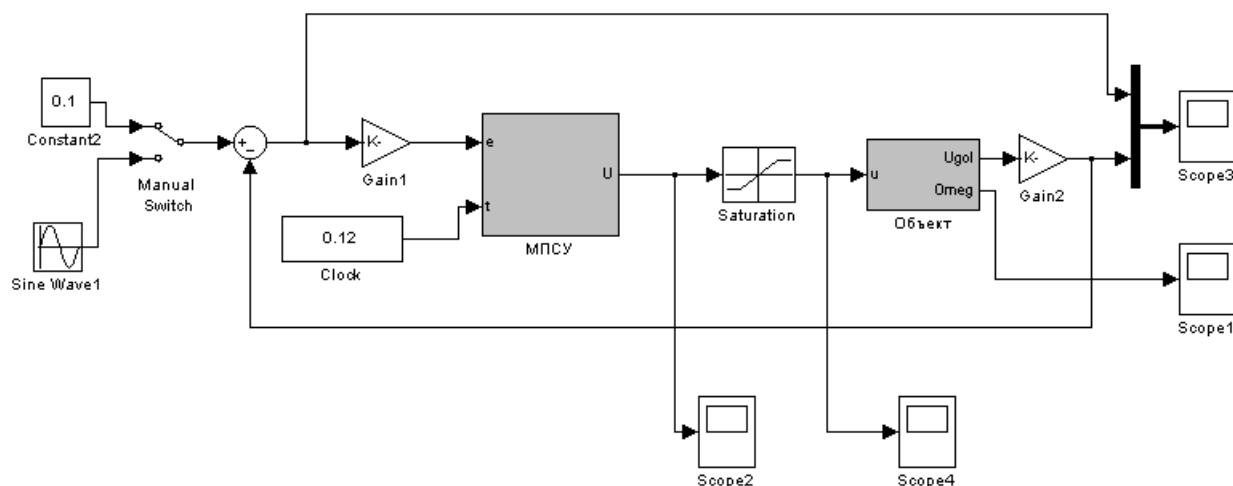 0.1
Constant2
Manual
Switch
Sine Wave1
+
-
K-
Gain1
0.12
Clock
e
t
U
МПСУ
Saturation
u
Ugol
Omeg
Объект
K-
Gain2
Scope3
Scope1
Scope2
Scope4